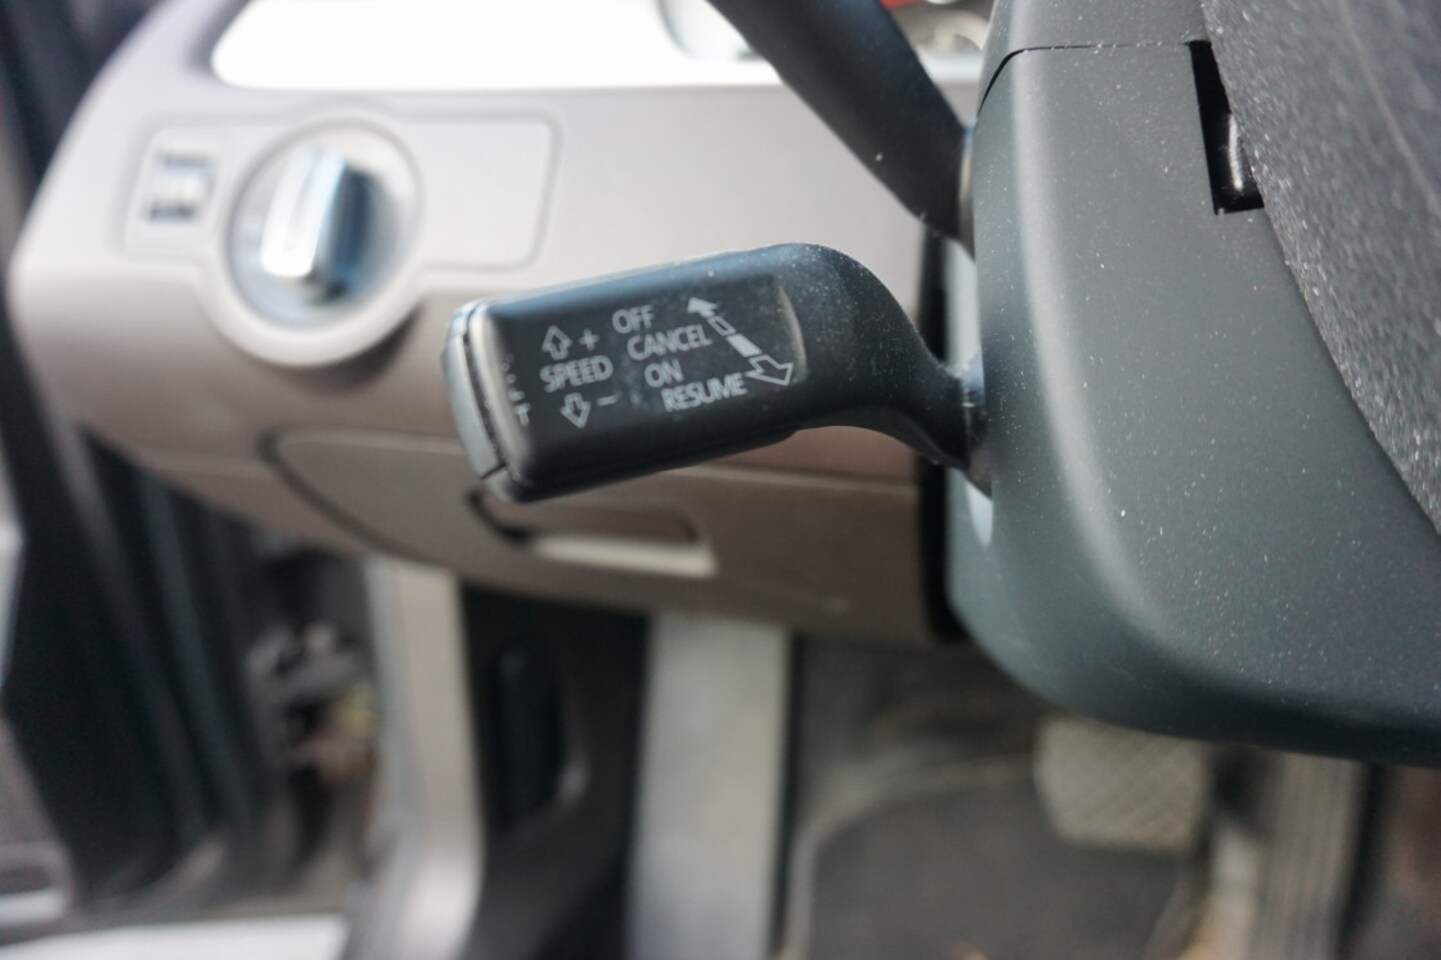 +
SPEED
−
OFF
CANCEL
ON
RESUME